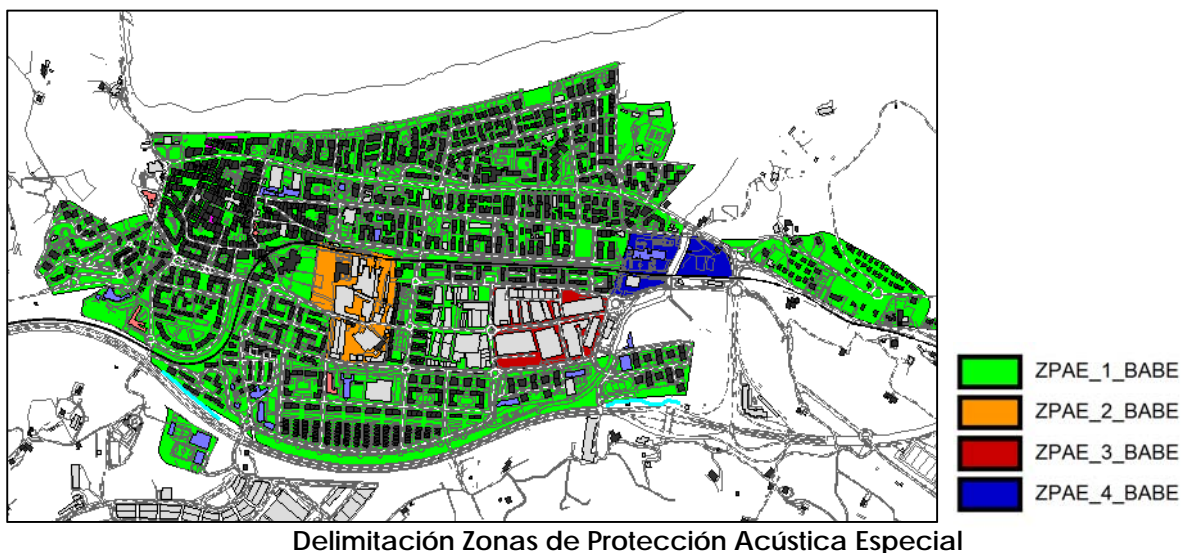 ZPAE_1_BABE
ZPAE_2_BABE
ZPAE_3_BABE
ZPAE_4_BABE
Delimitación Zonas de Protección Acústica Especial